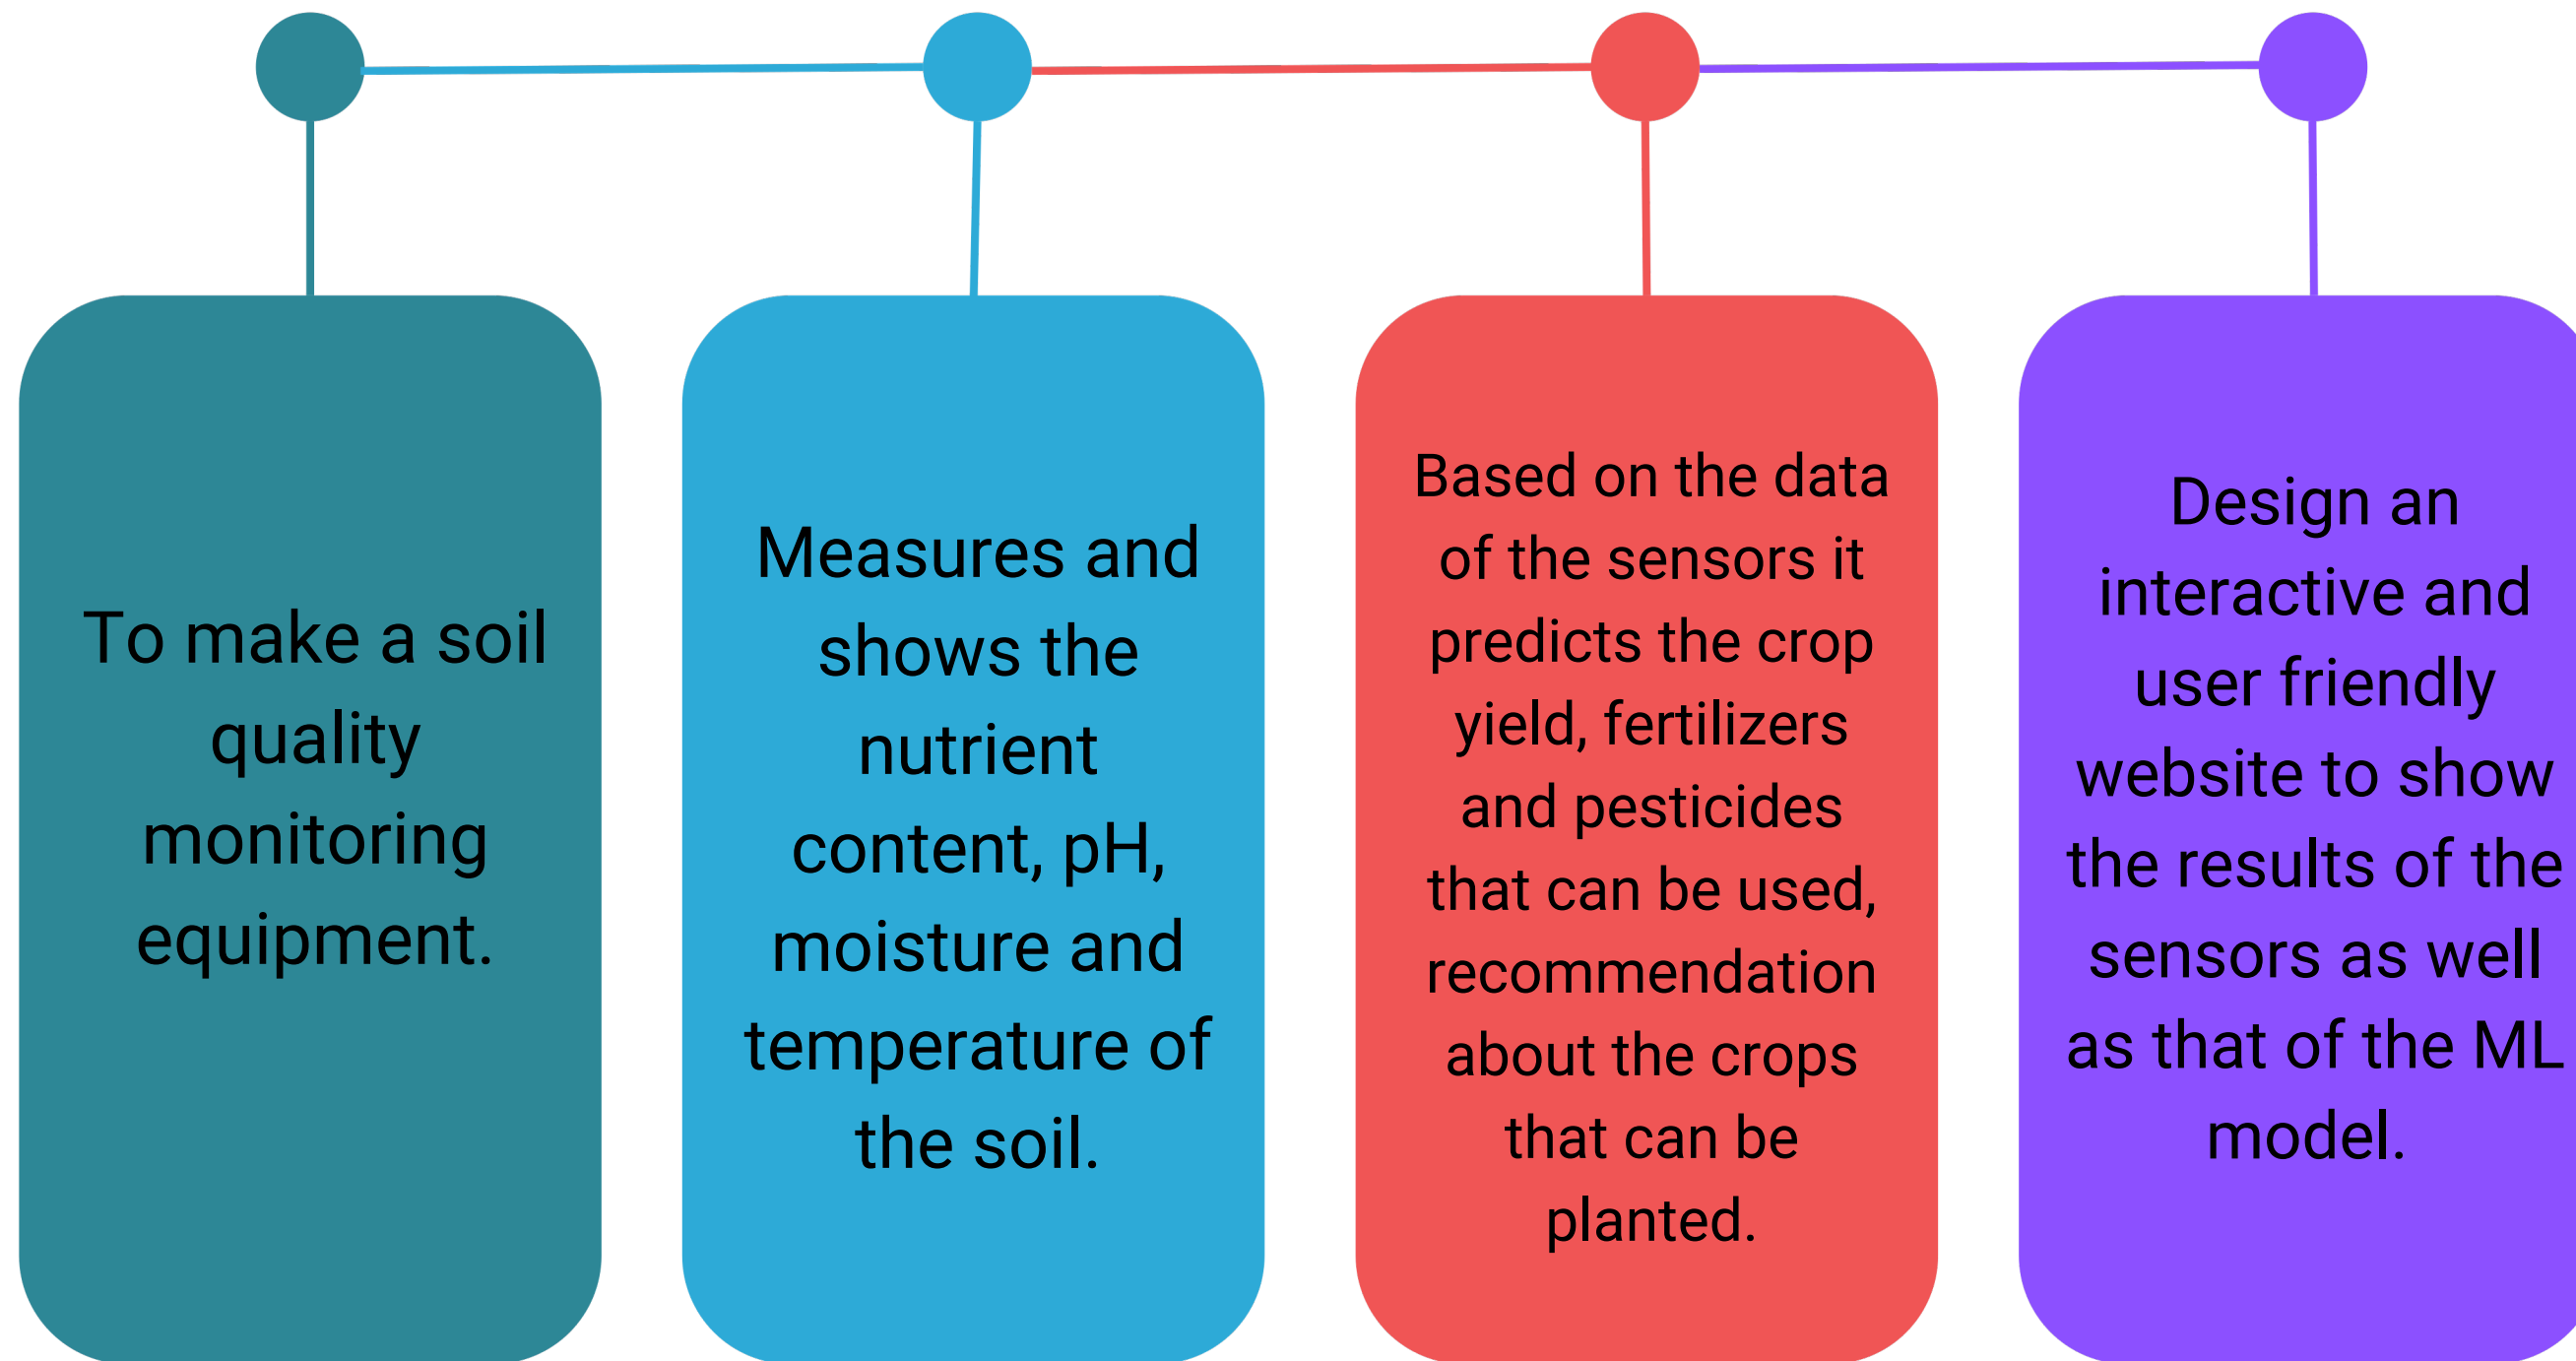 To make a soil
quality
monitoring
equipment.
Measures and
shows the
nutrient
content, pH,
moisture and
temperature of
the soil.
Based on the data
of the sensors it
predicts the crop
yield, fertilizers
and pesticides
that can be used,
recommendation
about the crops
that can be
planted.
Design an
interactive and
user friendly
website to show
the results of the
sensors as well
as that of the ML
model.